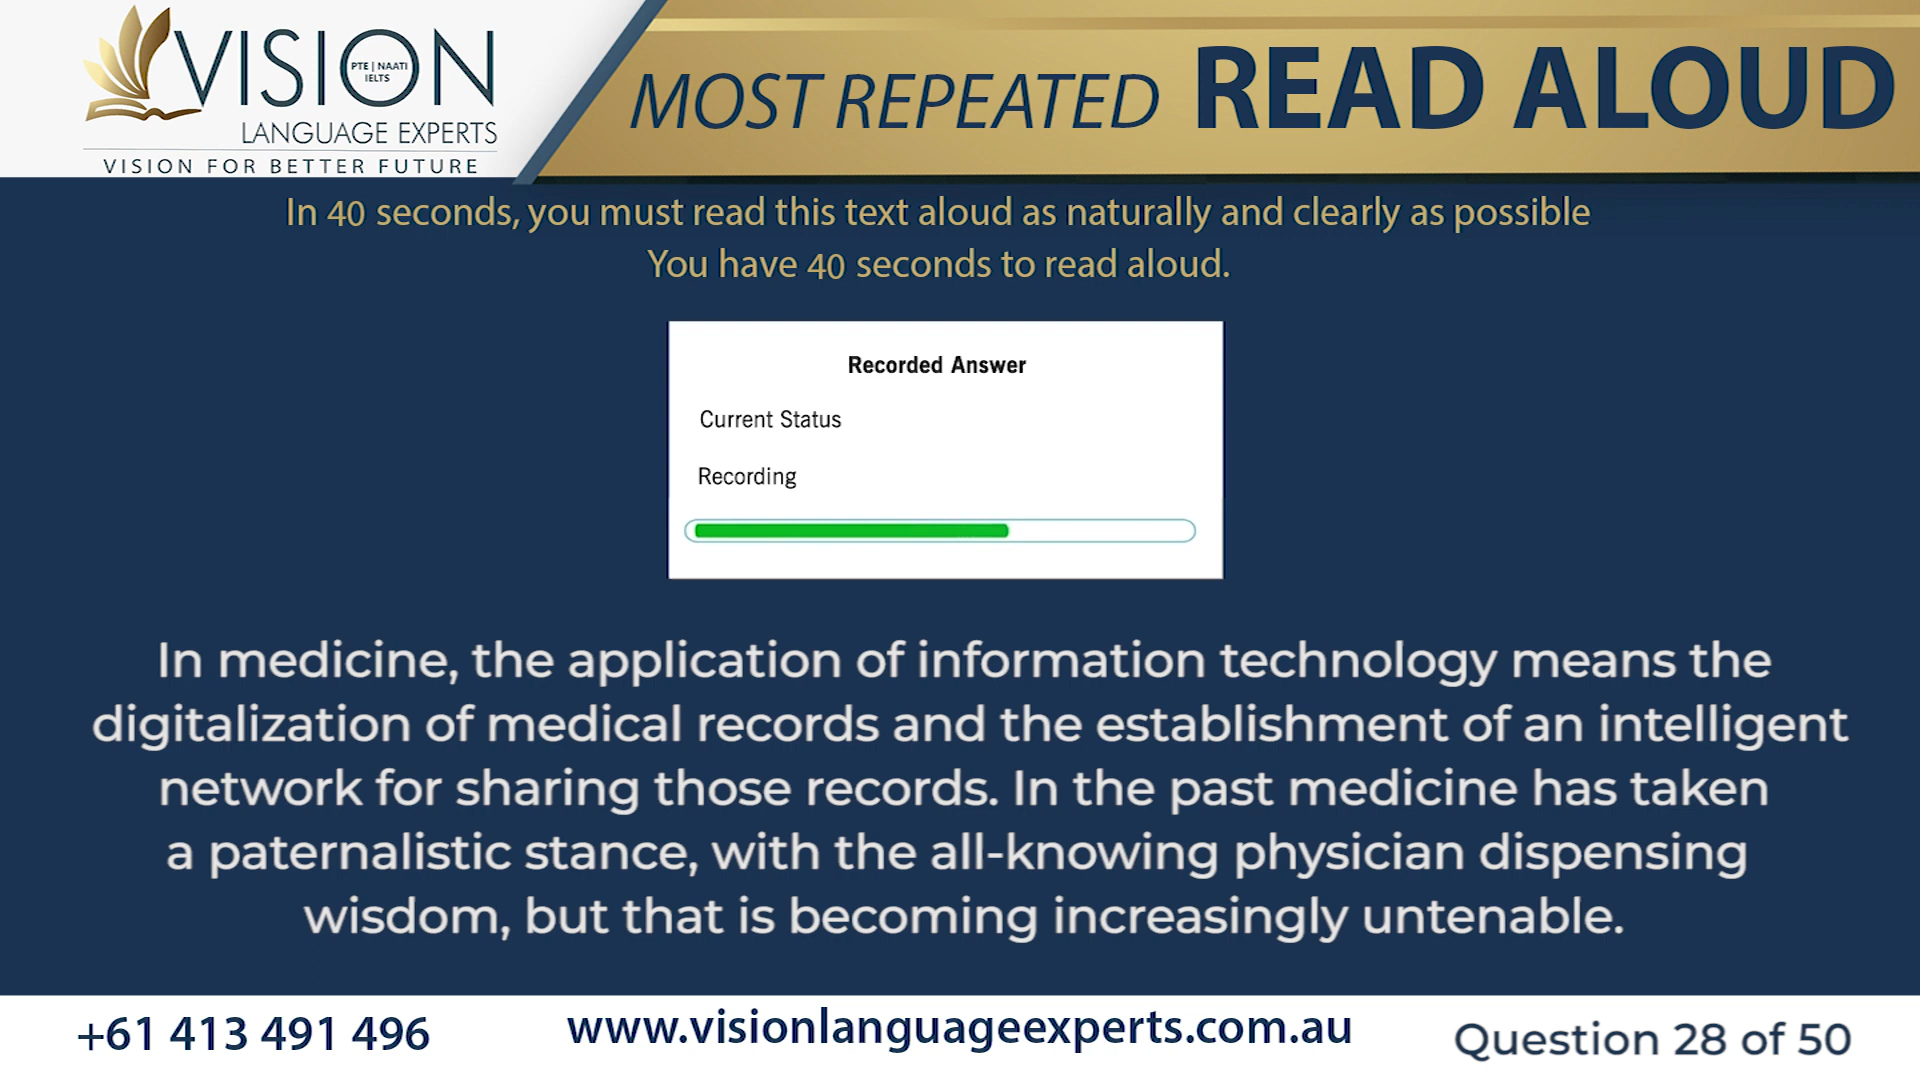 VISION
PTE | NAATI
IELTS
LANGUAGE EXPERTS
VISION FOR BETTER FUTURE
MOST REPEATED READ ALOUD
In 40 seconds, you must read this text aloud as naturally and clearly as possible
You have 40 seconds to read aloud.
Recorded Answer
Current Status
Recording
In medicine, the application of information technology means the
digitalization of medical records and the establishment of an intelligent
network for sharing those records. In the past medicine has taken
a paternalistic stance, with the all-knowing physician dispensing
wisdom, but that is becoming increasingly untenable.
+61 413 491 496
www.visionlanguageexperts.com.au
Question 28 of 50